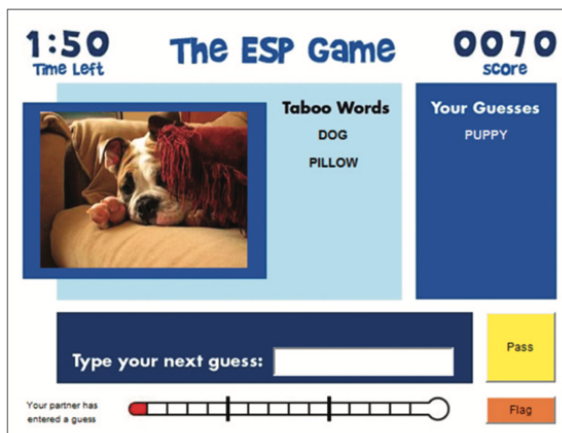 1:50
Time Left
The ESP Game
0070
score
Taboo Words
DOG
PILLOW
Your Guesses
PUPPY
Type your next guess:
Pass
Your partner has
entered a guess
Flag